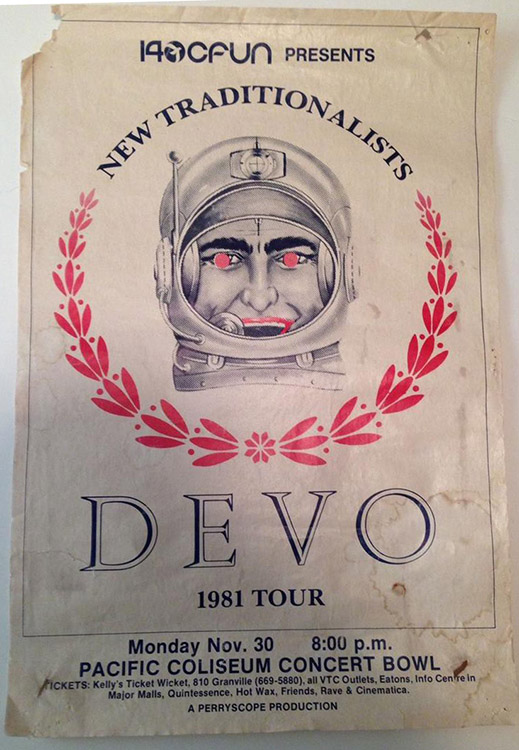 14 CFUN PRESENTS
NEW TRADITIONALISTS
DEVO
1981 TOUR
Monday Nov. 30 8:00 p.m.
PACIFIC COLISEUM CONCERT BOWL
TICKETS: Kelly's Ticket Wicket, 810 Granville (669-5880), all VTC Outlets, Eatons, Info Centre in
Major Malls, Quintessence, Hot Wax, Friends, Rave & Cinematica.
A PERRYSCOPE PRODUCTION